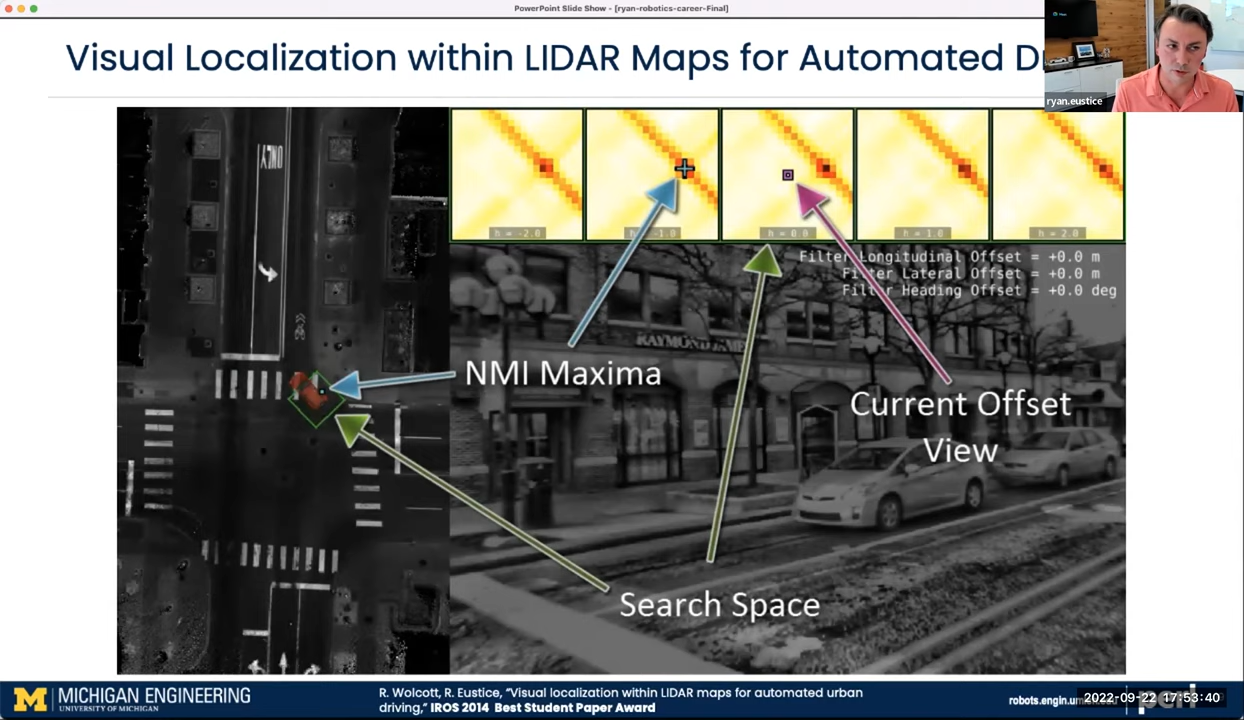 PowerPoint Slide Show - [ryan-robotics-career-Final]
Visual Localization within LIDAR Maps for Automated D
ryan.eustice
ONLY
h = -2.0
-1.0
h = 0.0
h = 1.0
h = 2.0
Filter Longitudinal Offset = +0.0 m
Filter Lateral Offset = +0.0 m
Filter Heading Offset = +0.0 deg
RAYMOND JAMES
NMI Maxima
Current Offset
View
Search Space
M MICHIGAN ENGINEERING
UNIVERSITY OF MICHIGAN
R. Wolcott, R. Eustice, “Visual localization within LIDAR maps for automated urban
driving,” IROS 2014 Best Student Paper Award
robots.engin.u
2022-09-22 17:53:40